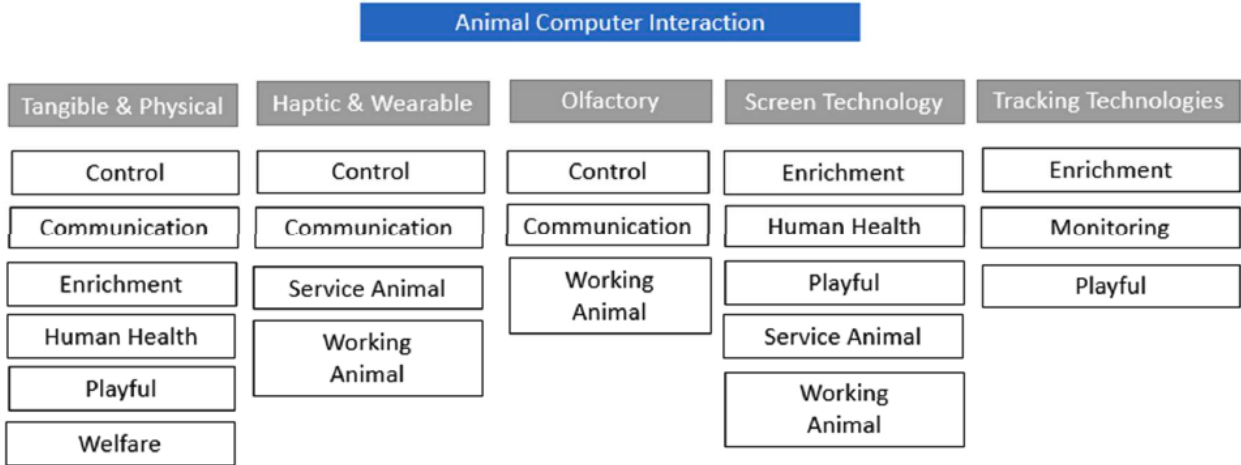 Animal Computer Interaction
Tangible & Physical
Control
Communication
Enrichment
Human Health
Playful
Welfare
Haptic & Wearable
Control
Communication
Service Animal
Working
Animal
Olfactory
Control
Communication
Working
Animal
Screen Technology
Enrichment
Human Health
Playful
Service Animal
Working
Animal
Tracking Technologies
Enrichment
Monitoring
Playful